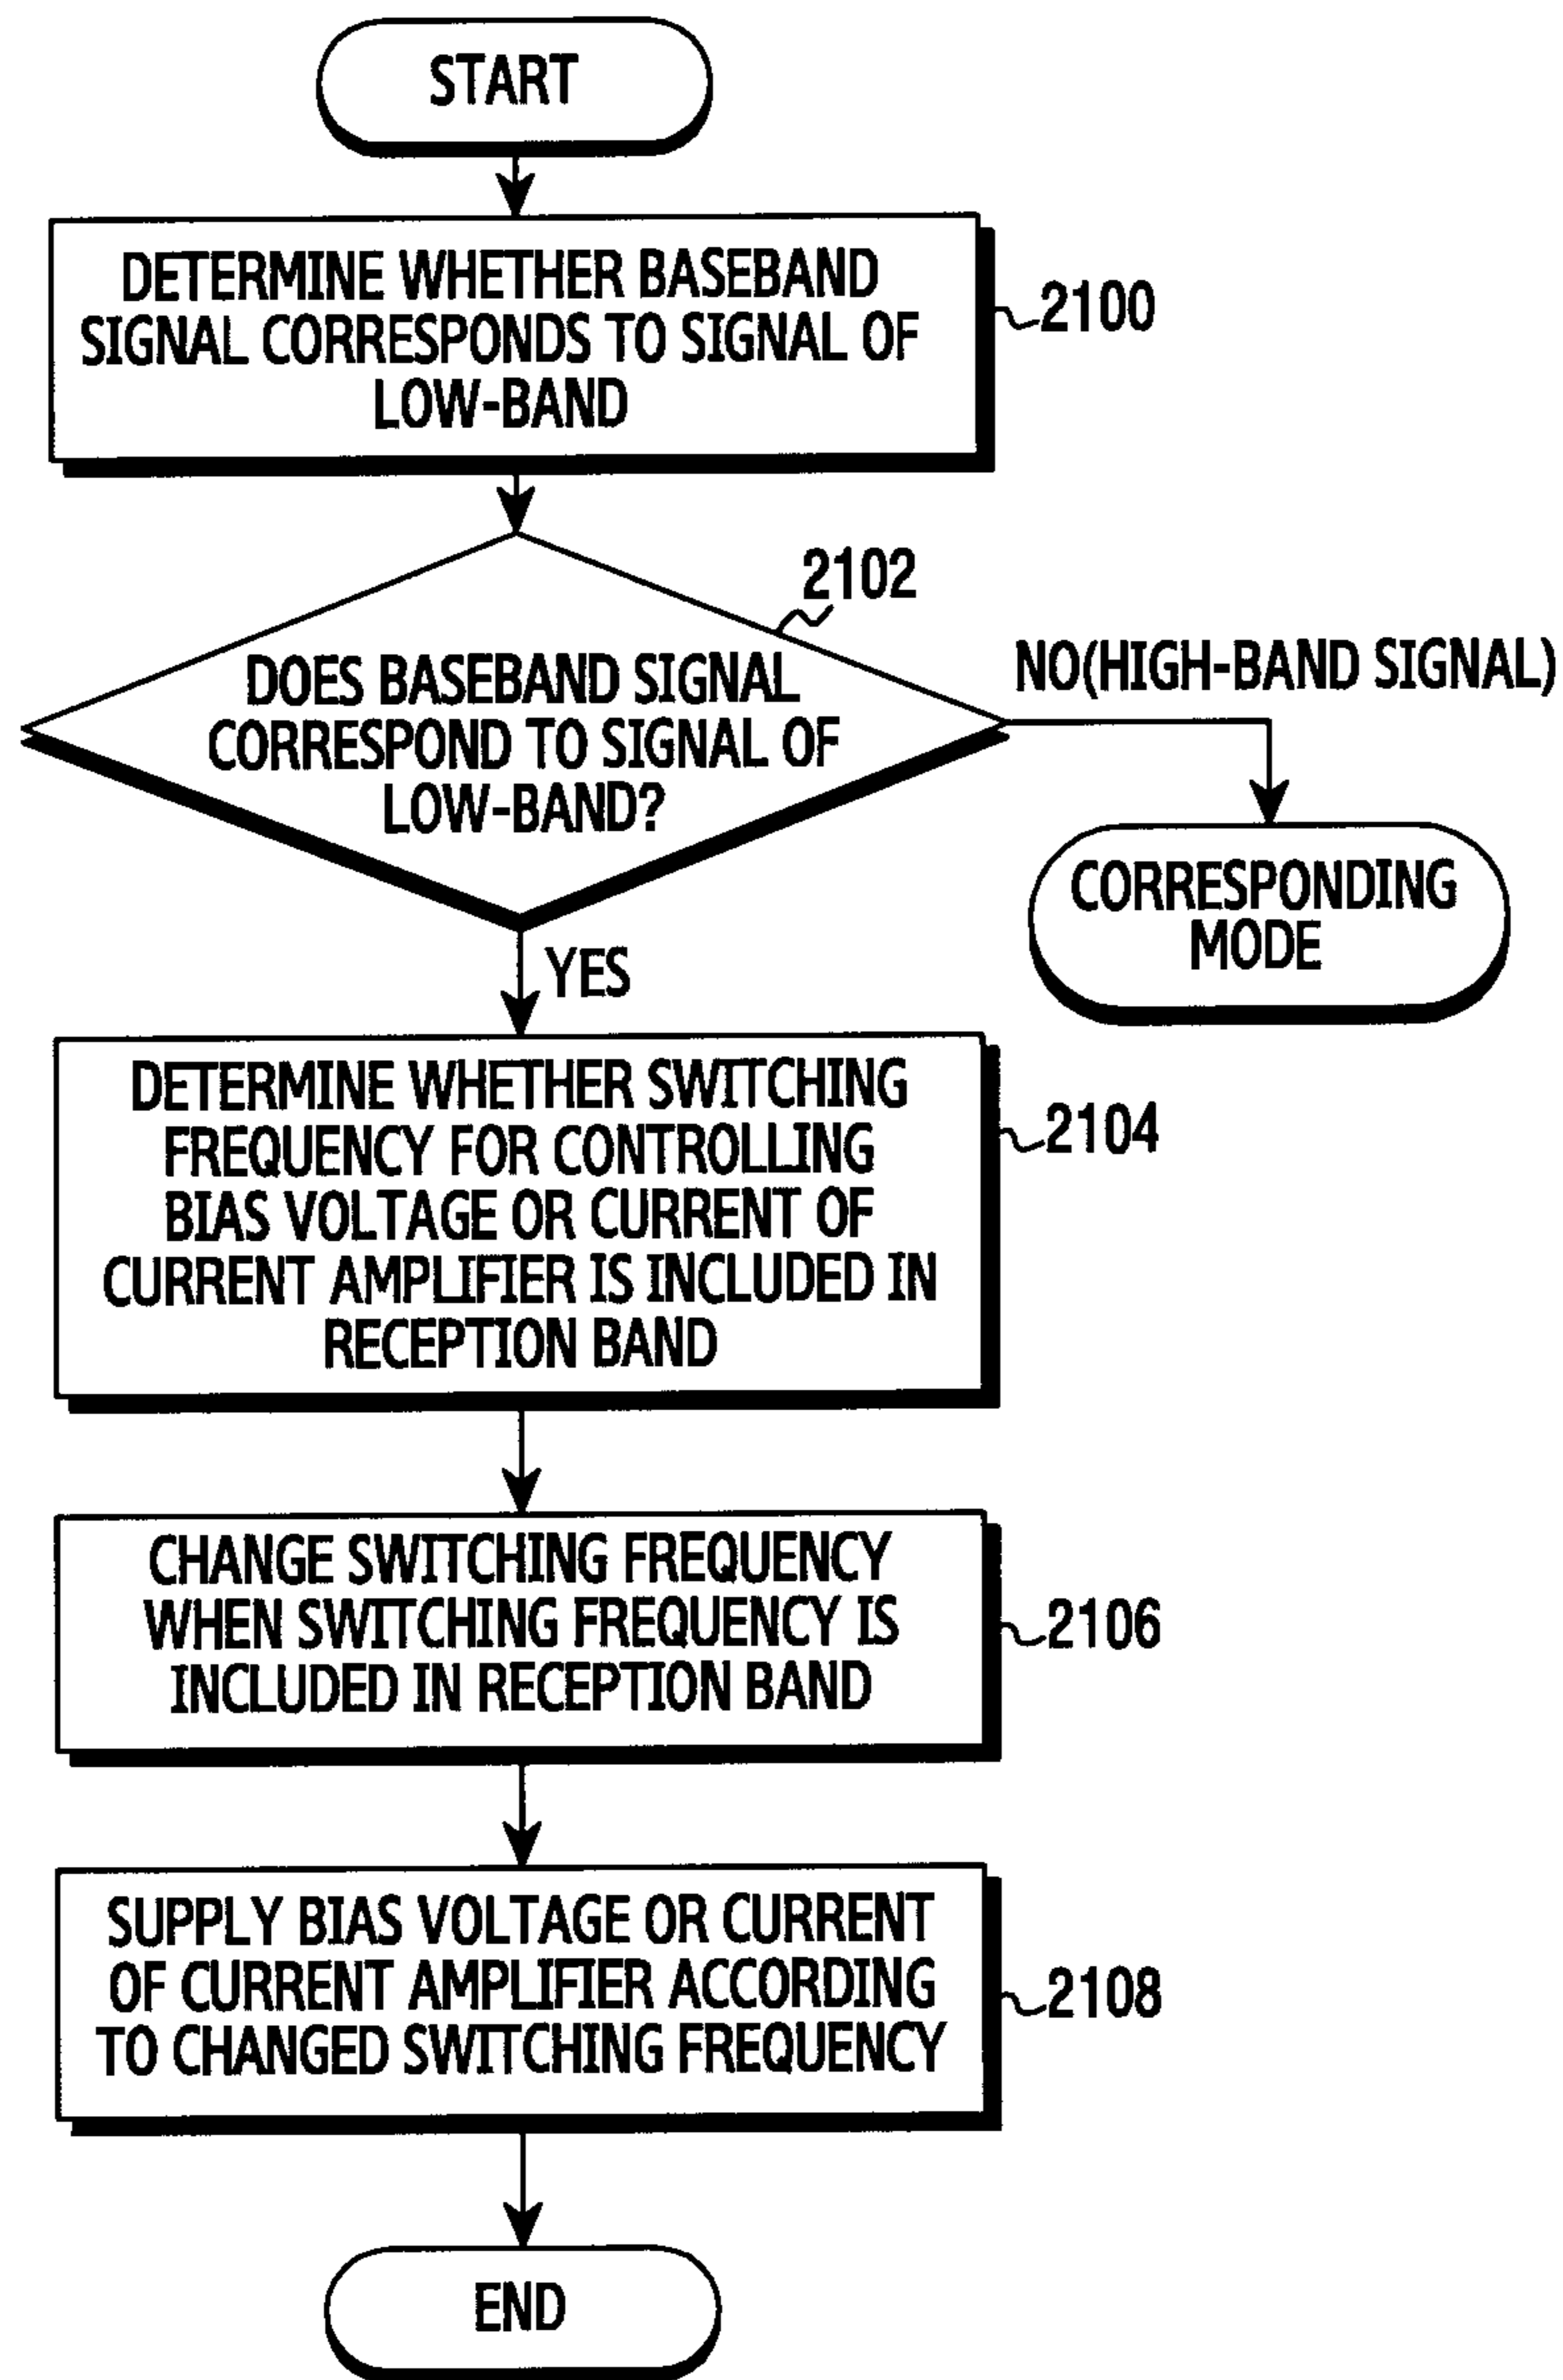 START
DETERMINE WHETHER BASEBAND
SIGNAL CORRESPONDS TO SIGNAL OF
LOW-BAND
2100
2102
DOES BASEBAND SIGNAL
CORRESPOND TO SIGNAL OF
LOW-BAND?
NO(HIGH-BAND SIGNAL)
CORRESPONDING
MODE
YES
DETERMINE WHETHER SWITCHING
FREQUENCY FOR CONTROLLING
BIAS VOLTAGE OR CURRENT OF
CURRENT AMPLIFIER IS INCLUDED IN
RECEPTION BAND
2104
CHANGE SWITCHING FREQUENCY
WHEN SWITCHING FREQUENCY IS
INCLUDED IN RECEPTION BAND
2106
SUPPLY BIAS VOLTAGE OR CURRENT
OF CURRENT AMPLIFIER ACCORDING
TO CHANGED SWITCHING FREQUENCY
2108
END